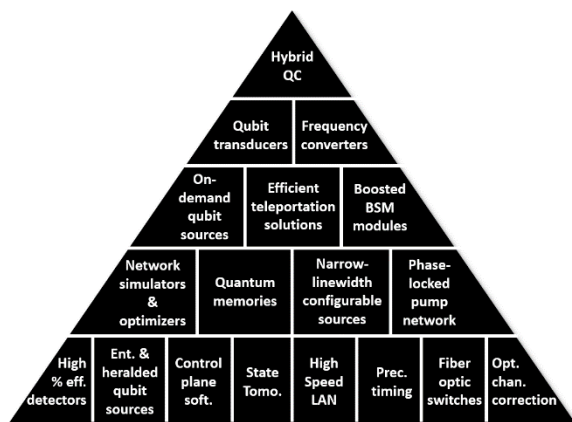 Hybrid
QC
Qubit
transducers
Frequency
converters
On-
demand
qubit
sources
Efficient
teleportation
solutions
Boosted
BSM
modules
Network
simulators
&
optimizers
Quantum
memories
Narrow-
linewidth
configurable
sources
Phase-
locked
pump
network
High
% eff.
detectors
Ent. &
heralded
qubit
sources
Control
plane
soft.
State
Tomo.
High
Speed
LAN
Prec.
timing
Fiber
optic
switches
Opt.
chan.
correction